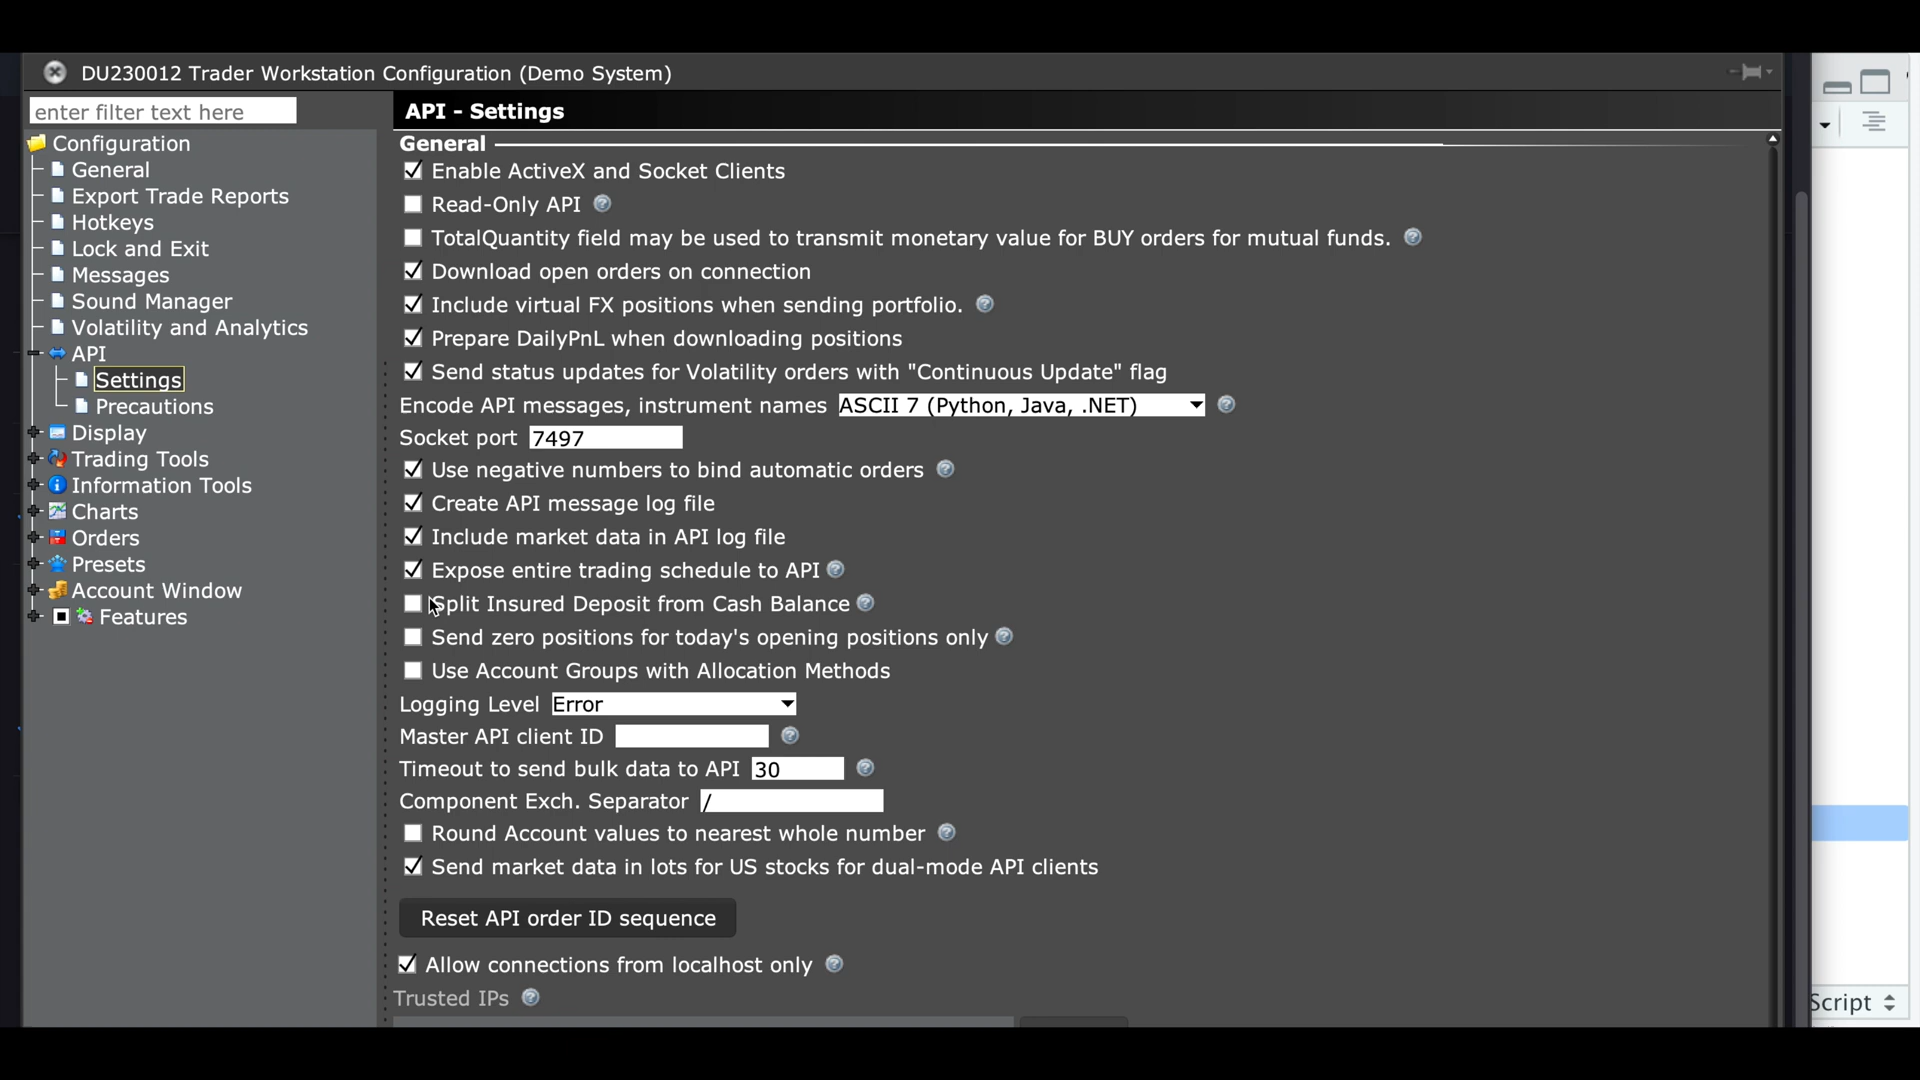 DU230012 Trader Workstation Configuration (Demo System)
enter filter text here
Configuration
General
Export Trade Reports
Hotkeys
Lock and Exit
Messages
Sound Manager
Volatility and Analytics
API
Settings
Precautions
Display
Trading Tools
Information Tools
Charts
Orders
Presets
Account Window
Features
API - Settings
General
Enable ActiveX and Socket Clients
Read-Only API
TotalQuantity field may be used to transmit monetary value for BUY orders for mutual funds.
Download open orders on connection
Include virtual FX positions when sending portfolio.
Prepare DailyPnL when downloading positions
Send status updates for Volatility orders with "Continuous Update" flag
Encode API messages, instrument names ASCII 7 (Python, Java, .NET)
Socket port 7497
Use negative numbers to bind automatic orders
Create API message log file
Include market data in API log file
Expose entire trading schedule to API
Split Insured Deposit from Cash Balance
Send zero positions for today's opening positions only
Use Account Groups with Allocation Methods
Logging Level Error
Master API client ID
Timeout to send bulk data to API 30
Component Exch. Separator /
Round Account values to nearest whole number
Send market data in lots for US stocks for dual-mode API clients
Reset API order ID sequence
Allow connections from localhost only
Trusted IPs
Script